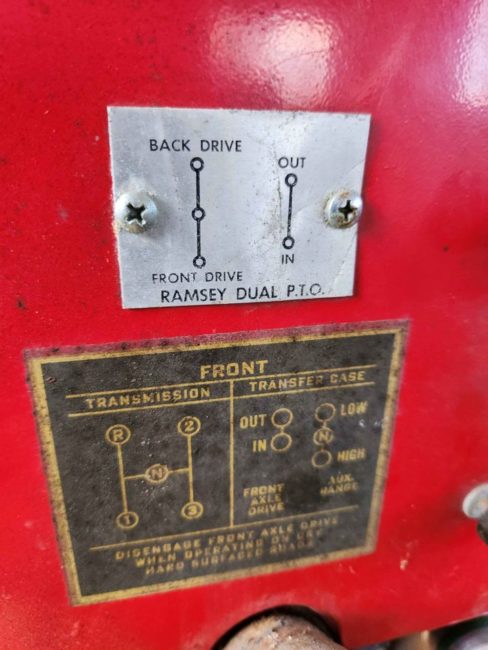 BACK DRIVE
OUT
IN
FRONT DRIVE
RAMSEY DUAL P.T.O.
FRONT
TRANSMISSION
TRANSFER CASE
R
2
N
1
3
OUT
IN
LOW
N
HIGH
FRONT
AXLE
DRIVE
AUX.
RANGE
DISENGAGE FRONT AXLE DRIVE
WHEN OPERATING ON DRY
HARD SURFACED ROADS